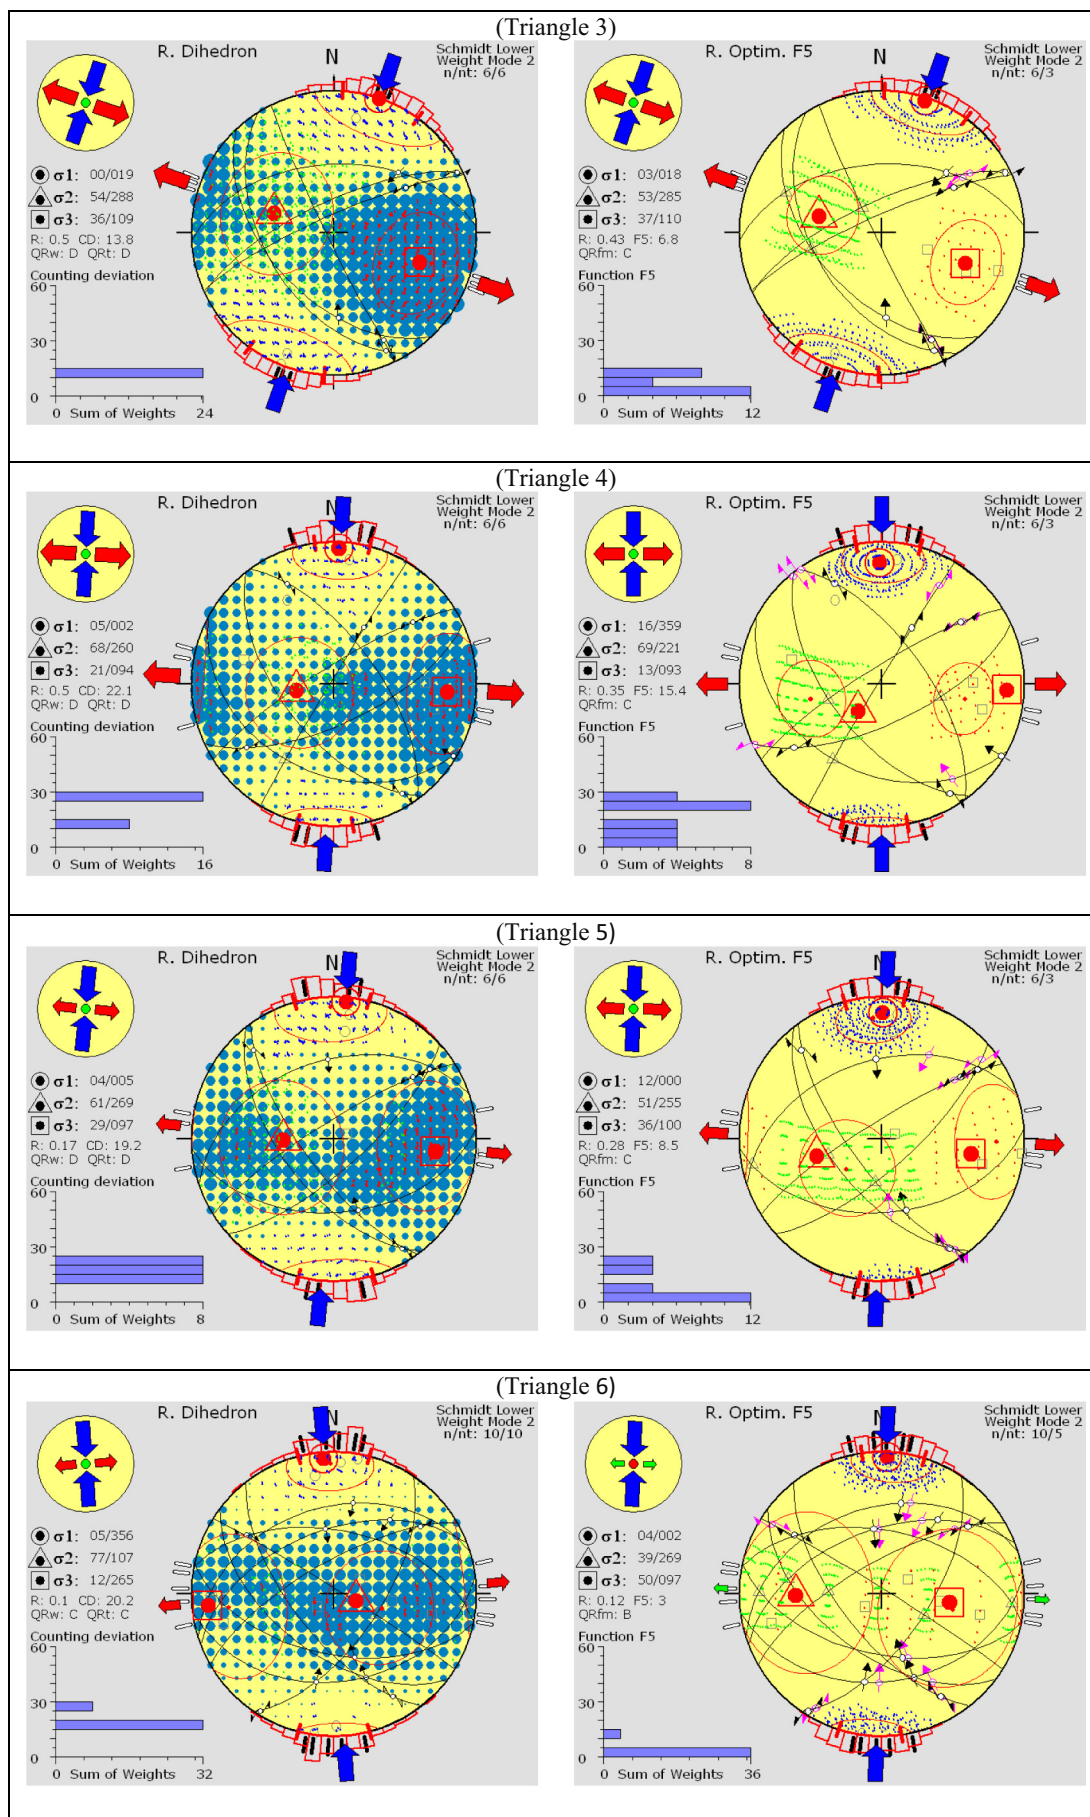 (Triangle 3)
R. Dihedron
N
Schmidt Lower
Weight Mode 2
n/nt: 6/6
σ1: 00/019
σ2: 54/288
σ3: 36/109
R: 0.5 CD: 13.8
QRw: D QRt: D
Counting deviation
60
30
0
0 Sum of Weights 24
R. Optim. F5
N
Schmidt Lower
Weight Mode 2
n/nt: 6/3
σ1: 03/018
σ2: 53/285
σ3: 37/110
R: 0.43 F5: 6.8
QRfm: C
Function F5
60
30
0
0 Sum of Weights 12
(Triangle 4)
R. Dihedron
N
Schmidt Lower
Weight Mode 2
n/nt: 6/6
σ1: 05/002
σ2: 68/260
σ3: 21/094
R: 0.5 CD: 22.1
QRw: D QRt: D
Counting deviation
60
30
0
0 Sum of Weights 16
R. Optim. F5
Schmidt Lower
Weight Mode 2
n/nt: 6/3
σ1: 16/359
σ2: 69/221
σ3: 13/093
R: 0.35 F5: 15.4
QRfm: C
Function F5
60
30
0
0 Sum of Weights 8
(Triangle 5)
R. Dihedron
N
Schmidt Lower
Weight Mode 2
n/nt: 6/6
σ1: 04/005
σ2: 61/269
σ3: 29/097
R: 0.17 CD: 19.2
QRw: D QRt: D
Counting deviation
60
30
0
0 Sum of Weights 8
R. Optim. F5
N
Schmidt Lower
Weight Mode 2
n/nt: 6/3
σ1: 12/000
σ2: 51/255
σ3: 36/100
R: 0.28 F5: 8.5
QRfm: C
Function F5
60
30
0
0 Sum of Weights 12
(Triangle 6)
R. Dihedron
N
Schmidt Lower
Weight Mode 2
n/nt: 10/10
σ1: 05/356
σ2: 77/107
σ3: 12/265
R: 0.1 CD: 20.2
QRw: C QRt: C
Counting deviation
60
30
0
0 Sum of Weights 32
R. Optim. F5
N
Schmidt Lower
Weight Mode 2
n/nt: 10/5
σ1: 04/002
σ2: 39/269
σ3: 50/097
R: 0.12 F5: 3
QRfm: B
Function F5
60
30
0
0 Sum of Weights 36